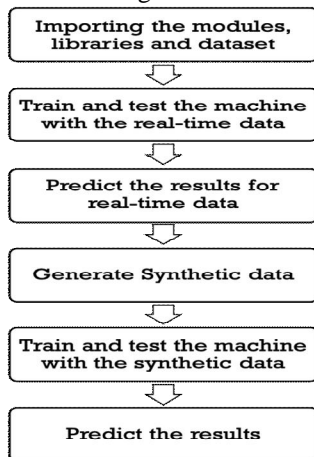 Importing the modules,
libraries and dataset
Train and test the machine
with the real-time data
Predict the results for
real-time data
Generate Synthetic data
Train and test the machine
with the synthetic data
Predict the results